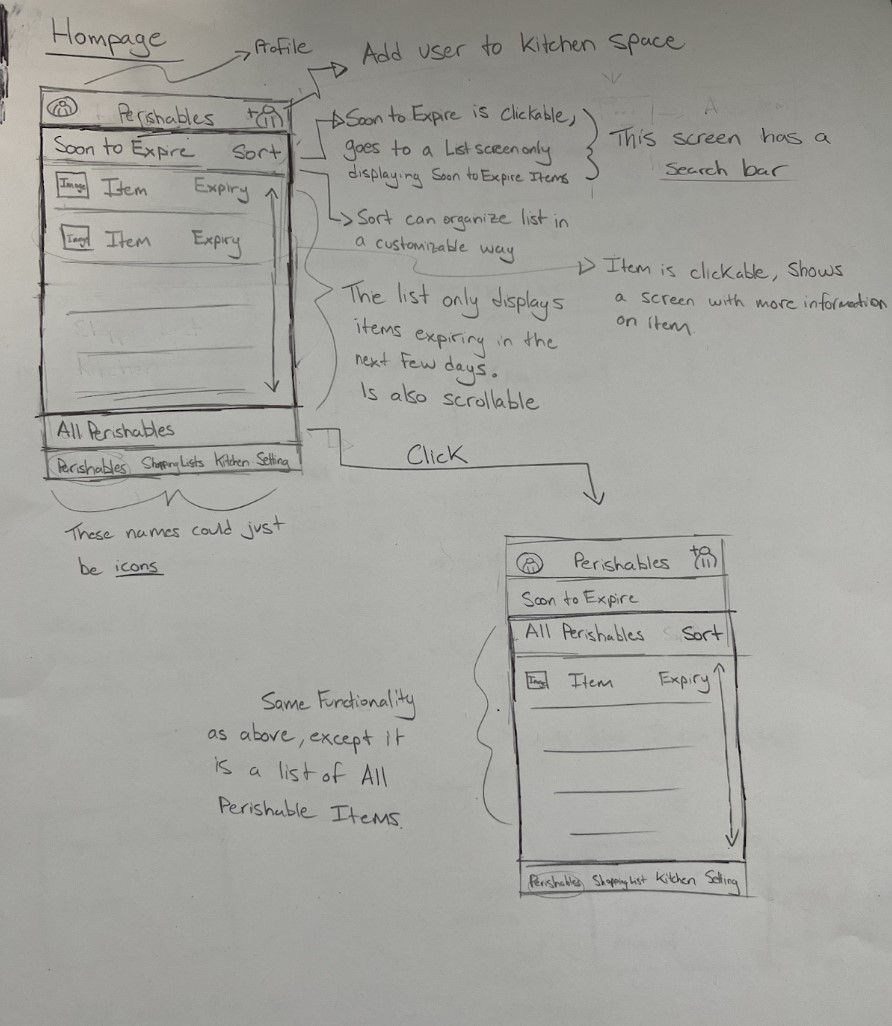 Hompage
Profile
Add user to kitchen space
Perishables
Soon to Expire Sort
Image Item Expiry
Image Item Expiry
All Perishables
Perishables Shopping Lists Kitchen Setting
These names could just
be icons
Soon to Expire is clickable,
goes to a List screen only
displaying Soon to Expire Items
This screen has a
search bar
Sort can organize list in
a customizable way
Item is clickable, shows
a screen with more information
on item.
The list only displays
items expiring in the
next few days.
Is also scrollable
Click
Perishables
Soon to Expire
All Perishables Sort
Image Item Expiry
Perishables Shopping List Kitchen Setting
Same Functionality
as above, except it
is a list of All
Perishable Items.